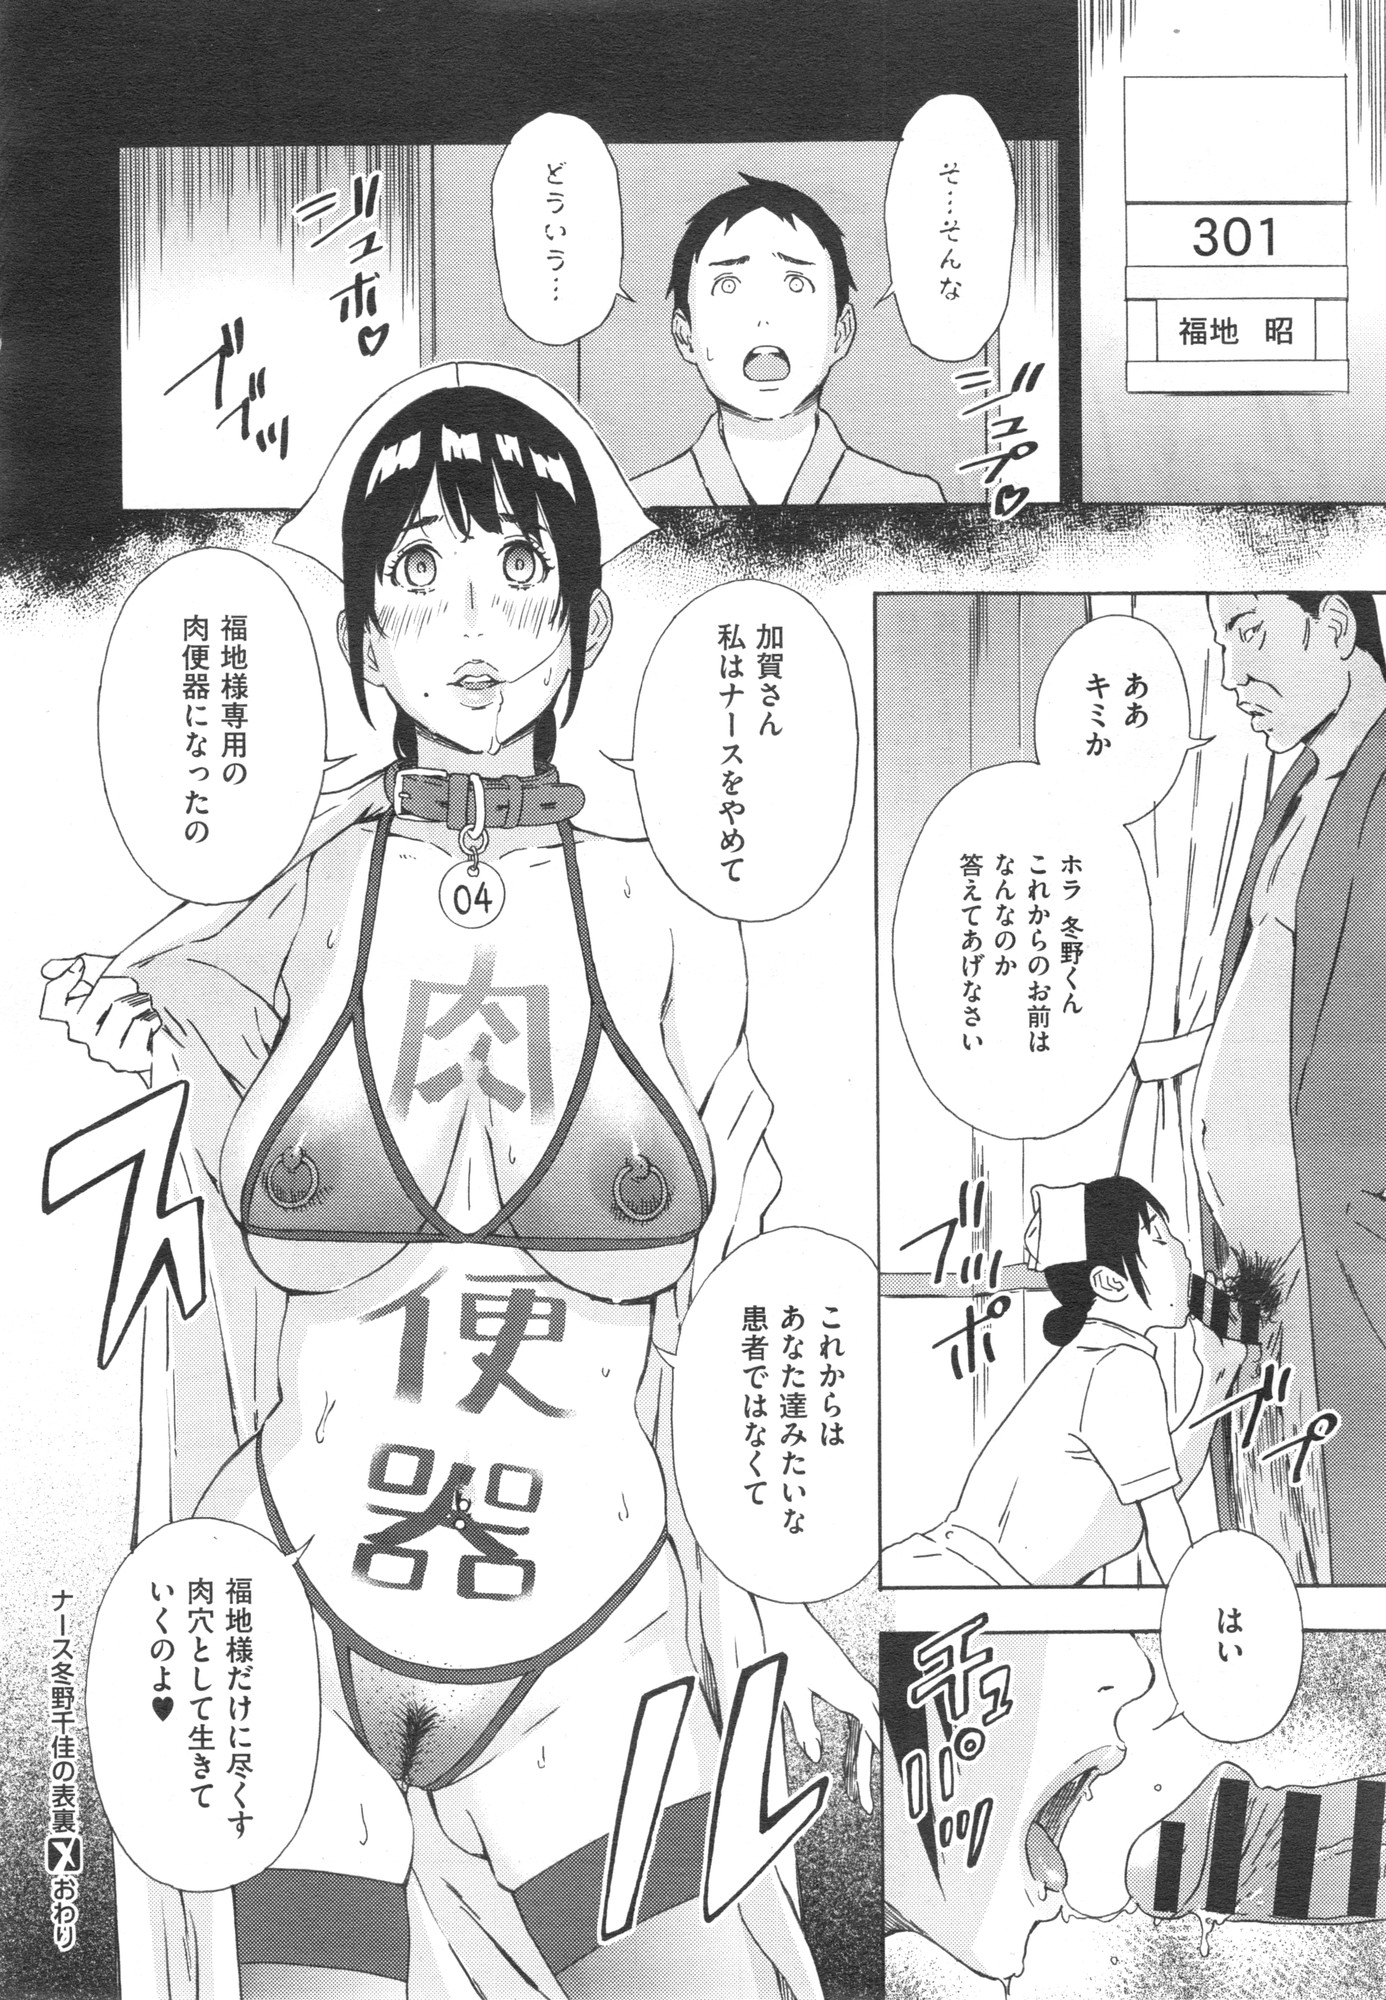 301
福地 昭
そ…そんな
どういう…
ジュプ♡
ジュボ♡
ブブッ
ああ
キミか
ホラ 冬野くん
これからのお前は
なんなのか
答えてあげなさい
ブポ
ブプッ
はい
チュパッ
加賀さん
私はナースをやめて
福地様専用の
肉便器になったの
04
肉
便
器
ブル
これからは
あなた達みたいな
患者ではなくて
福地様だけに尽くす
肉穴として生きて
いくのよ♥
ナース冬野千佳の表裏 おわり